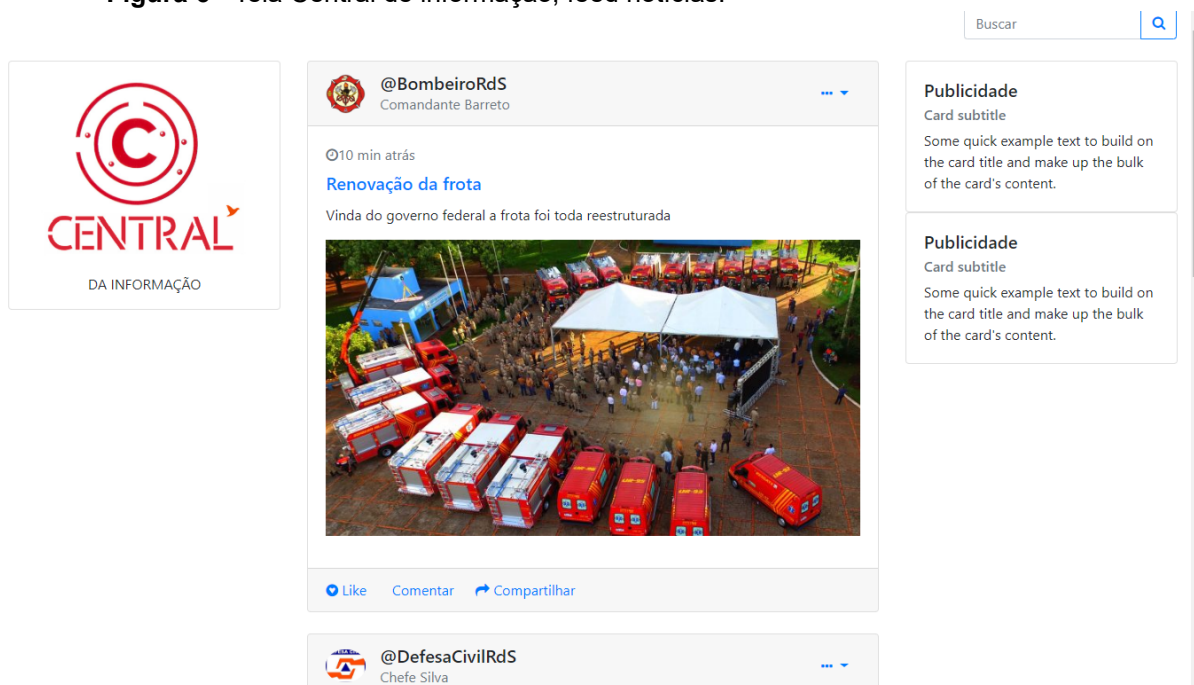 Buscar
CENTRAL
DA INFORMAÇÃO
@BombeiroRdS
Comandante Barreto
10 min atrás
Renovação da frota
Vinda do governo federal a frota foi toda reestruturada
Like Comentar Compartilhar
@DefesaCivilRdS
Chefe Silva
Publicidade
Card subtitle
Some quick example text to build on
the card title and make up the bulk
of the card's content.
Publicidade
Card subtitle
Some quick example text to build on
the card title and make up the bulk
of the card's content.